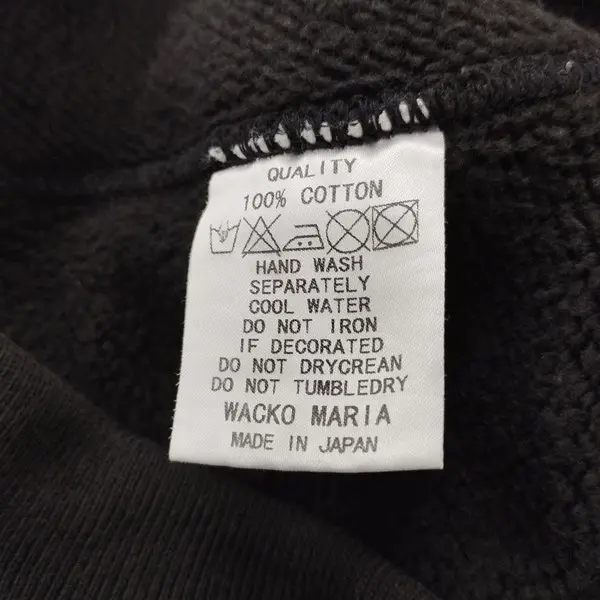 QUALITY
100% COTTON
HAND WASH
SEPARATELY
COOL WATER
DO NOT IRON
IF DECORATED
DO NOT DRYCREAN
DO NOT TUMBLEDRY
WACKO MARIA
MADE IN JAPAN